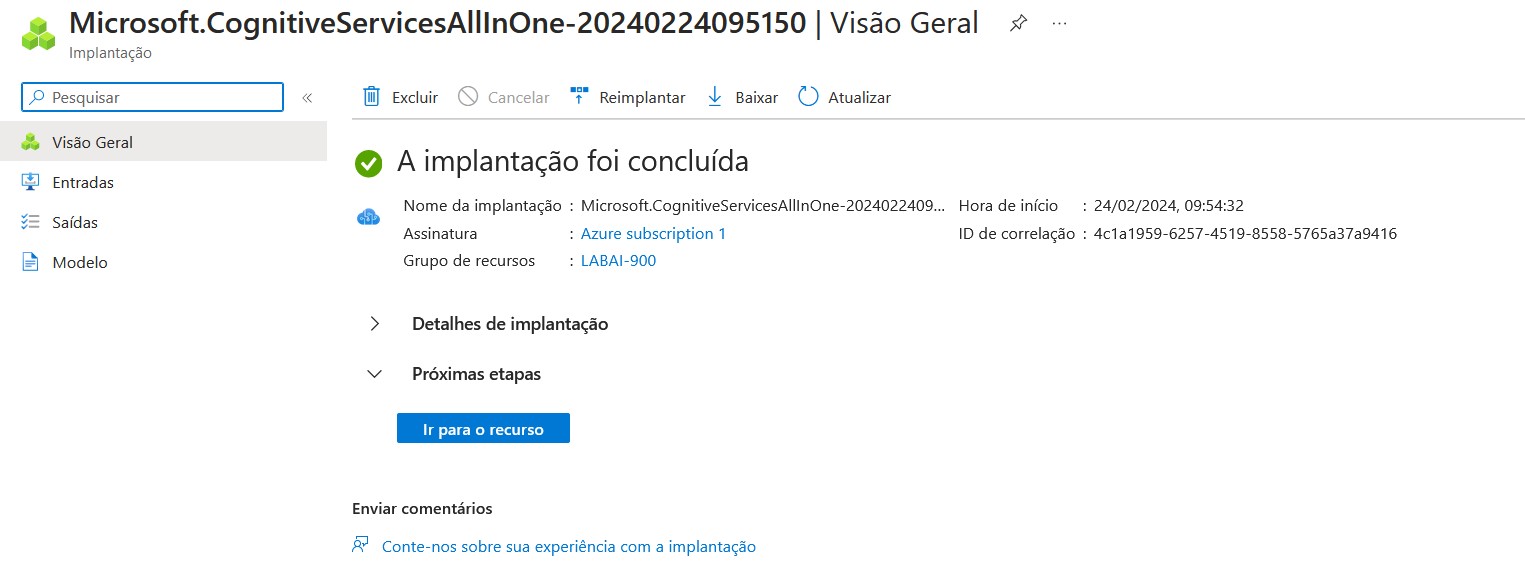 Microsoft.CognitiveServicesAllInOne-20240224095150 | Visão Geral
Implantação
Pesquisar
Excluir Cancelar Reimplantar Baixar Atualizar
Visão Geral
Entradas
Saídas
Modelo
A implantação foi concluída
Nome da implantação : Microsoft.CognitiveServicesAllInOne-2024022409... Hora de início : 24/02/2024, 09:54:32
Assinatura : Azure subscription 1 ID de correlação : 4c1a1959-6257-4519-8558-5765a37a9416
Grupo de recursos : LABAI-900
Detalhes de implantação
Próximas etapas
Ir para o recurso
Enviar comentários
Conte-nos sobre sua experiência com a implantação